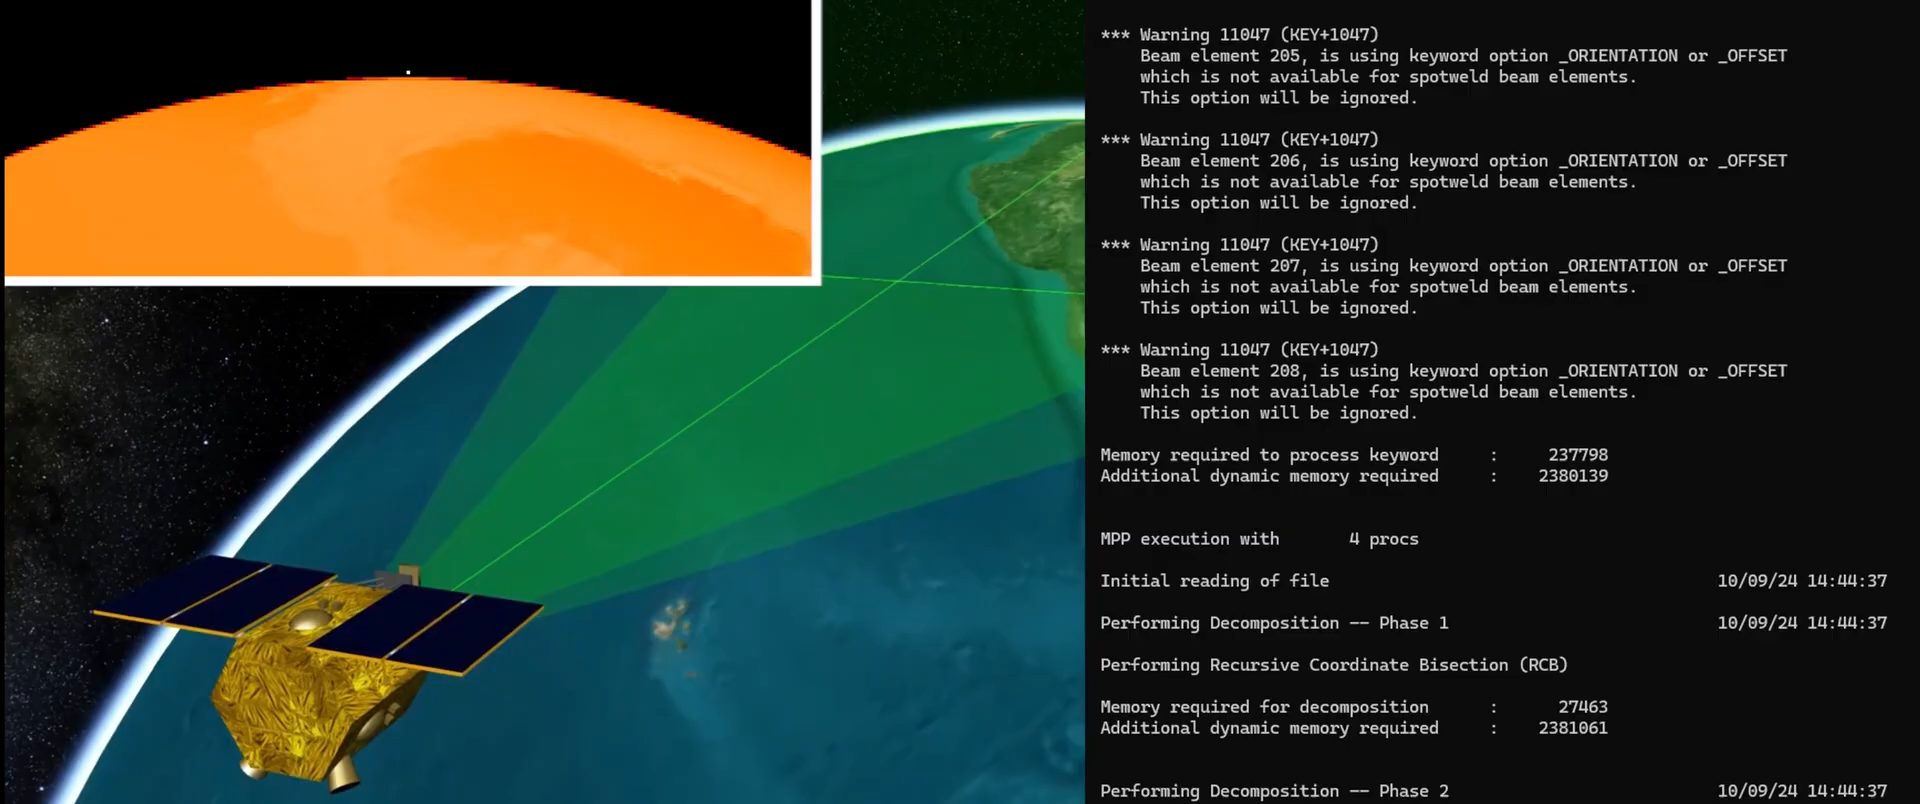 *** Warning 11047 (KEY+1047)
Beam element 205, is using keyword option _ORIENTATION or _OFFSET
which is not available for spotweld beam elements.
This option will be ignored.
*** Warning 11047 (KEY+1047)
Beam element 206, is using keyword option _ORIENTATION or _OFFSET
which is not available for spotweld beam elements.
This option will be ignored.
*** Warning 11047 (KEY+1047)
Beam element 207, is using keyword option _ORIENTATION or _OFFSET
which is not available for spotweld beam elements.
This option will be ignored.
*** Warning 11047 (KEY+1047)
Beam element 208, is using keyword option _ORIENTATION or _OFFSET
which is not available for spotweld beam elements.
This option will be ignored.
Memory required to process keyword : 237798
Additional dynamic memory required : 2380139
MPP execution with 4 procs
Initial reading of file 10/09/24 14:44:37
Performing Decomposition -- Phase 1 10/09/24 14:44:37
Performing Recursive Coordinate Bisection (RCB)
Memory required for decomposition : 27463
Additional dynamic memory required : 2381061
Performing Decomposition -- Phase 2 10/09/24 14:44:37